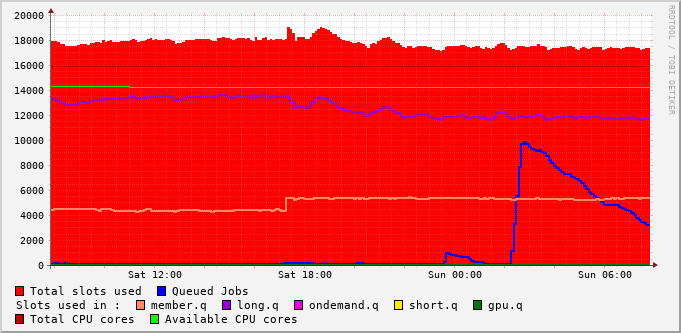 20000
18000
16000
14000
12000
10000
8000
6000
4000
2000
0
Sat 12:00 Sat 18:00 Sun 00:00 Sun 06:00
RRDTOOL / TOBI OETIKER
Total slots used Queued Jobs
Slots used in : member.q long.q ondemand.q short.q gpu.q
Total CPU cores Available CPU cores